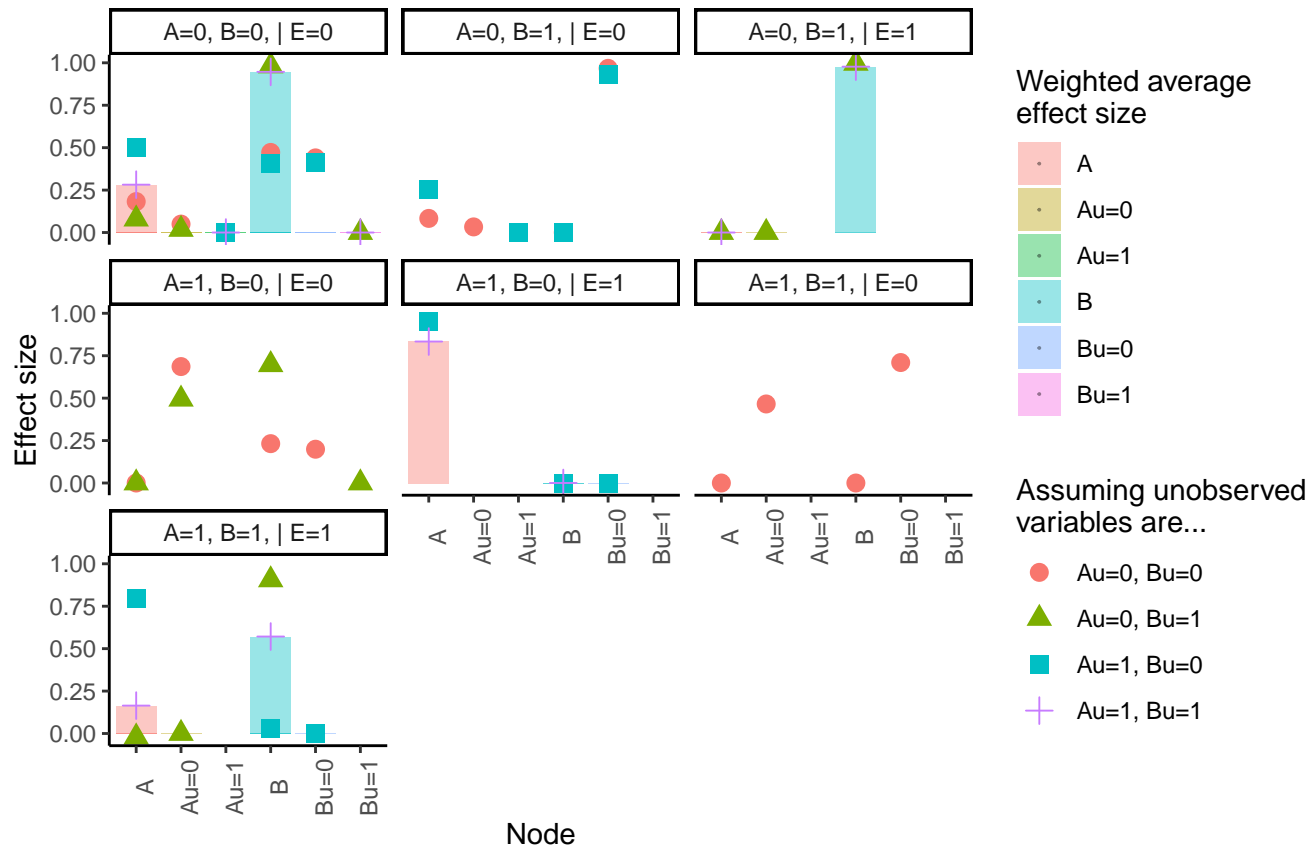 A=0, B=0, | E=0
A=0, B=1, | E=0
A=0, B=1, | E=1
1.00
0.75
0.50
0.25
0.00
A=1, B=0, | E=0
A=1, B=0, | E=1
A=1, B=1, | E=0
1.00
0.75
0.50
0.25
0.00
A
Au=0
Au=1
B
Bu=0
Bu=1
A
Au=0
Au=1
B
Bu=0
Bu=1
A=1, B=1, | E=1
1.00
0.75
0.50
0.25
0.00
A
Au=0
Au=1
B
Bu=0
Bu=1
Effect size
Node
Weighted average
effect size
A
Au=0
Au=1
B
Bu=0
Bu=1
Assuming unobserved
variables are...
Au=0, Bu=0
Au=0, Bu=1
Au=1, Bu=0
Au=1, Bu=1